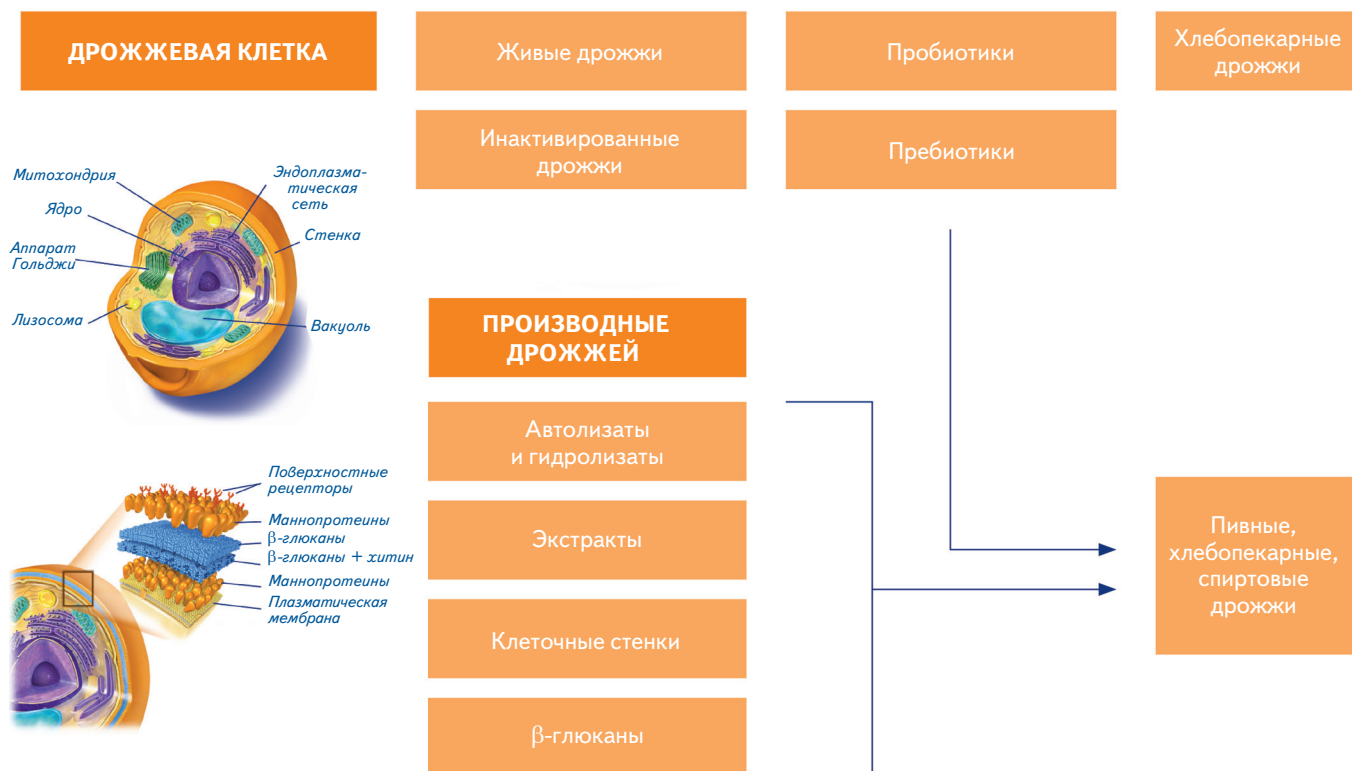 ДРОЖЖЕВАЯ КЛЕТКА
Живые дрожжи
Пробиотики
Хлебопекарные
дрожжи
Инактивированные
дрожжи
Пребиотики
Митохондрия
Ядро
Аппарат
Гольджи
Лизосома
Эндоплазма-
тическая
сеть
Стенка
Вакуоль
ПРОИЗВОДНЫЕ
ДРОЖЖЕЙ
Автолизаты
и гидролизаты
Экстракты
Клеточные стенки
β-глюканы
Поверхностные
рецепторы
Маннопротеины
β-глюканы
β-глюканы + хитин
Маннопротеины
Плазматическая
мембрана
Пивные,
хлебопекарные,
спиртовые
дрожжи